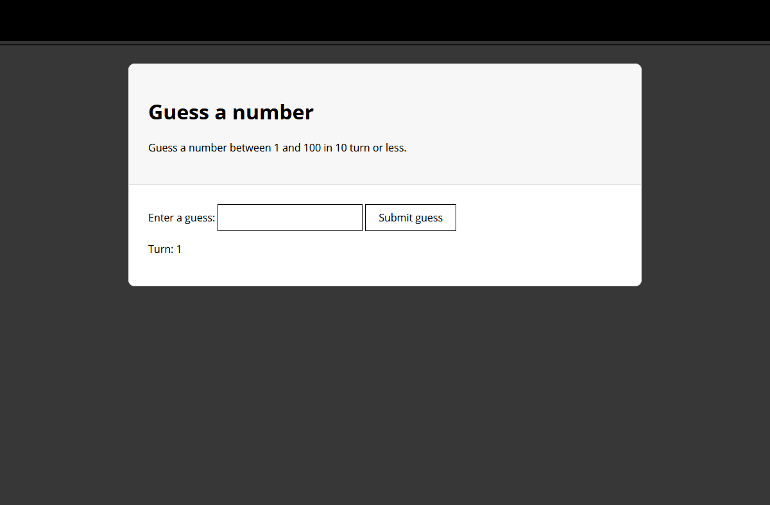 Guess a number
Guess a number between 1 and 100 in 10 turn or less.
Enter a guess: Submit guess
Turn: 1